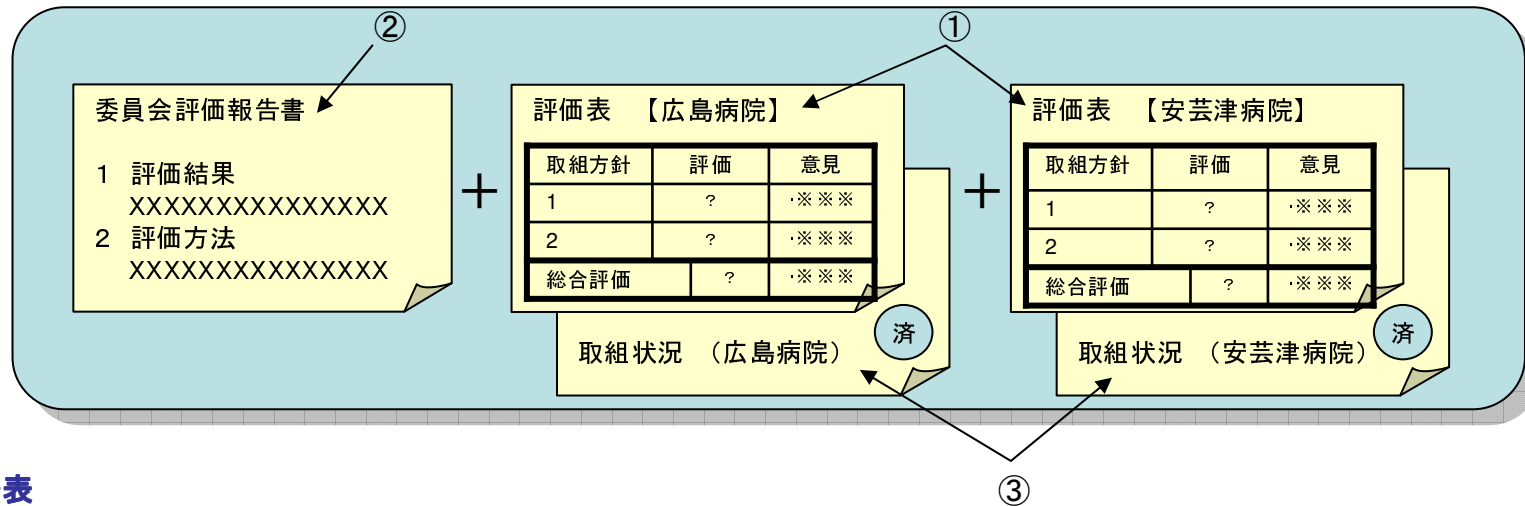 ②
①
委員会評価報告書
1 評価結果
XXXXXXXXXXXXXXX
2 評価方法
XXXXXXXXXXXXXXX
＋
評価表 【広島病院】
取組方針 評価 意見
1 ? ・※※※
2 ? ・※※※
総合評価 ? ・※※※
取組状況 （広島病院）
済
＋
評価表 【安芸津病院】
取組方針 評価 意見
1 ? ・※※※
2 ? ・※※※
総合評価 ? ・※※※
取組状況 （安芸津病院）
済
③
表